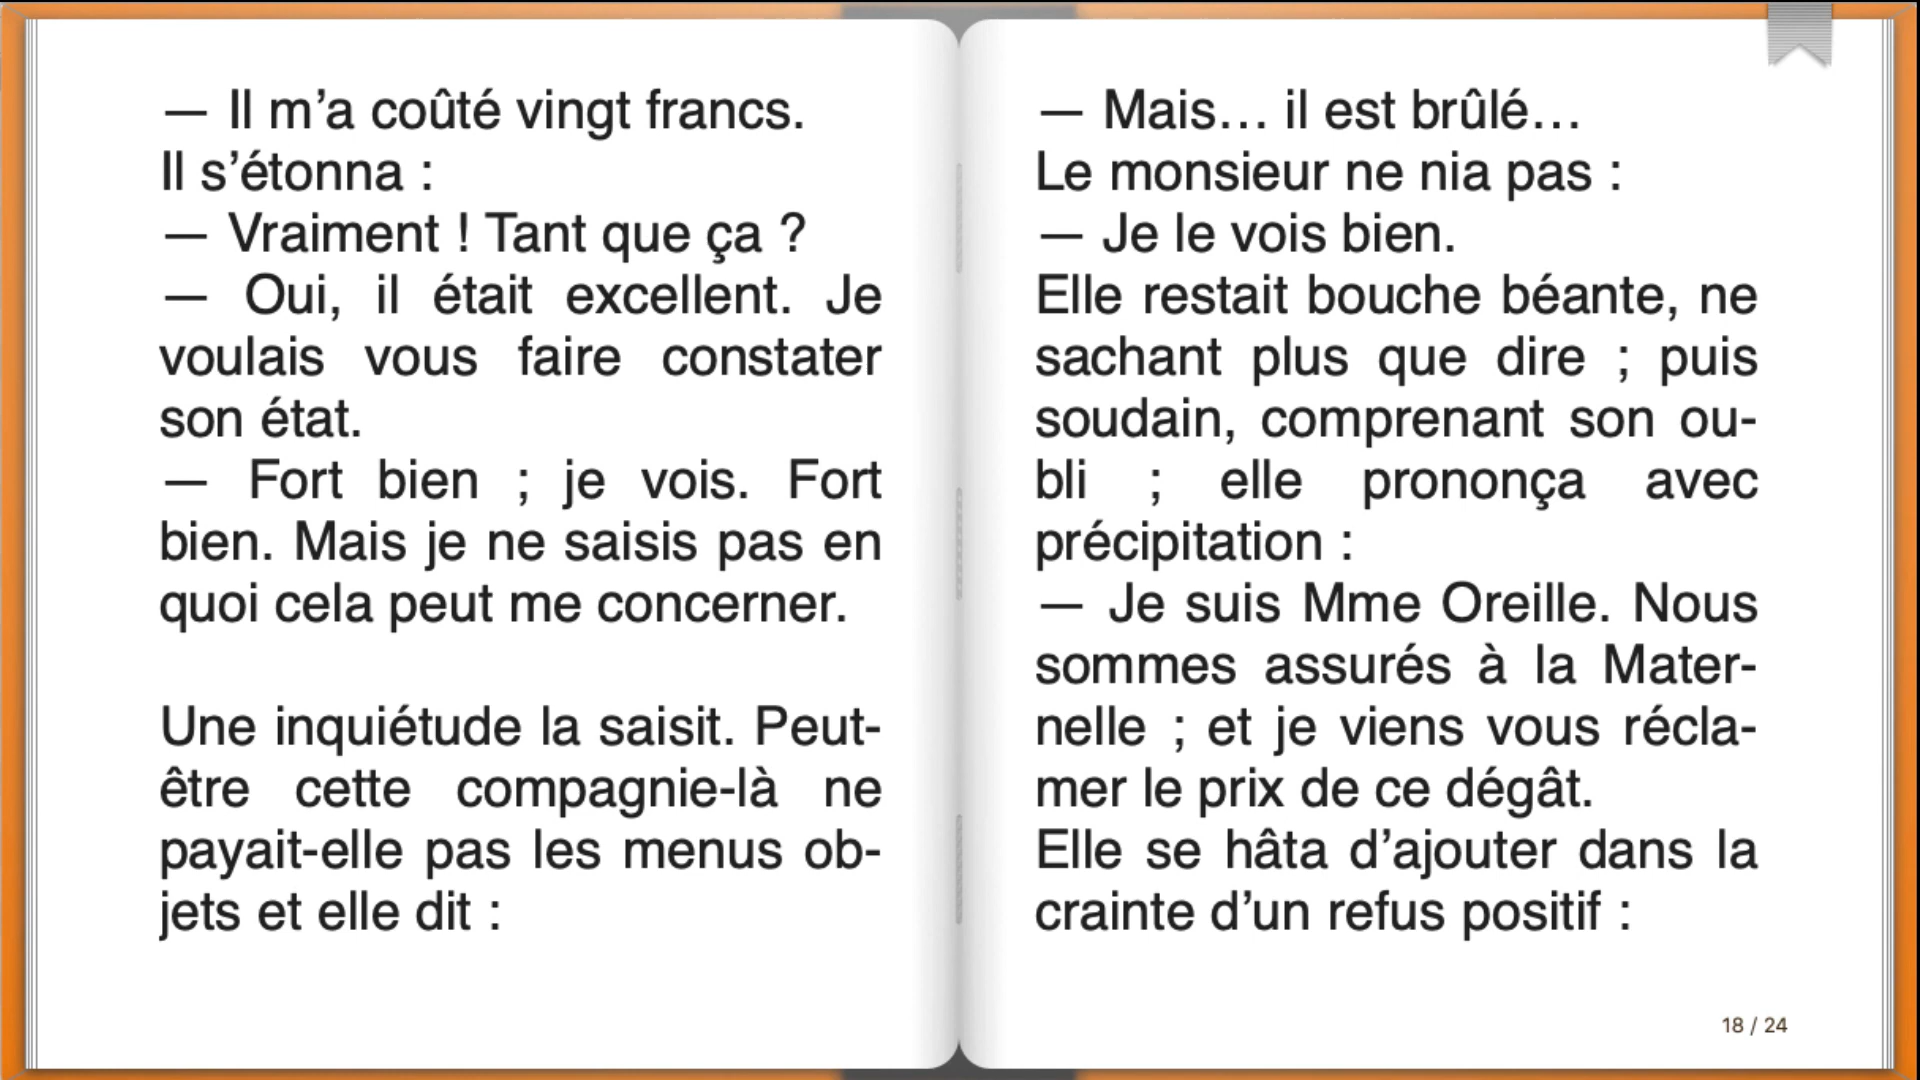 — Il m’a coûté vingt francs.
Il s’étonna :
— Vraiment ! Tant que ça ?
— Oui, il était excellent. Je
voulais vous faire constater
son état.
— Fort bien ; je vois. Fort
bien. Mais je ne saisis pas en
quoi cela peut me concerner.
Une inquiétude la saisit. Peut-
être cette compagnie-là ne
payait-elle pas les menus ob-
jets et elle dit :
— Mais… il est brûlé…
Le monsieur ne nia pas :
— Je le vois bien.
Elle restait bouche béante, ne
sachant plus que dire ; puis
soudain, comprenant son ou-
bli ; elle prononça avec
précipitation :
— Je suis Mme Oreille. Nous
sommes assurés à la Mater-
nelle ; et je viens vous récla-
mer le prix de ce dégât.
Elle se hâta d’ajouter dans la
crainte d’un refus positif :
18 / 24